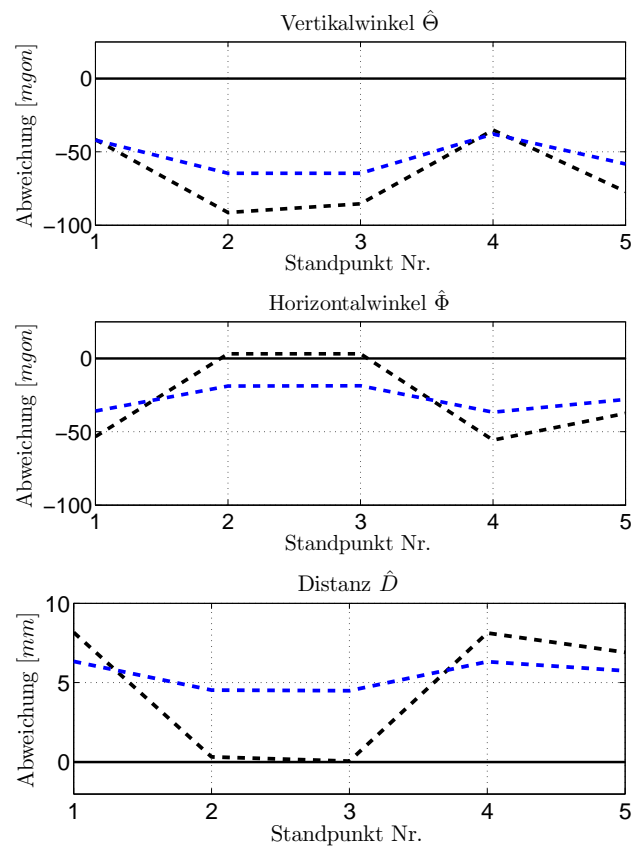 Vertikalwinkel Θ̂
Abweichung [mgon]
0
−50
−100
1 2 3 4 5
Standpunkt Nr.
Horizontalwinkel Φ̂
Abweichung [mgon]
0
−50
−100
1 2 3 4 5
Standpunkt Nr.
Distanz D̂
Abweichung [mm]
10
5
0
1 2 3 4 5
Standpunkt Nr.